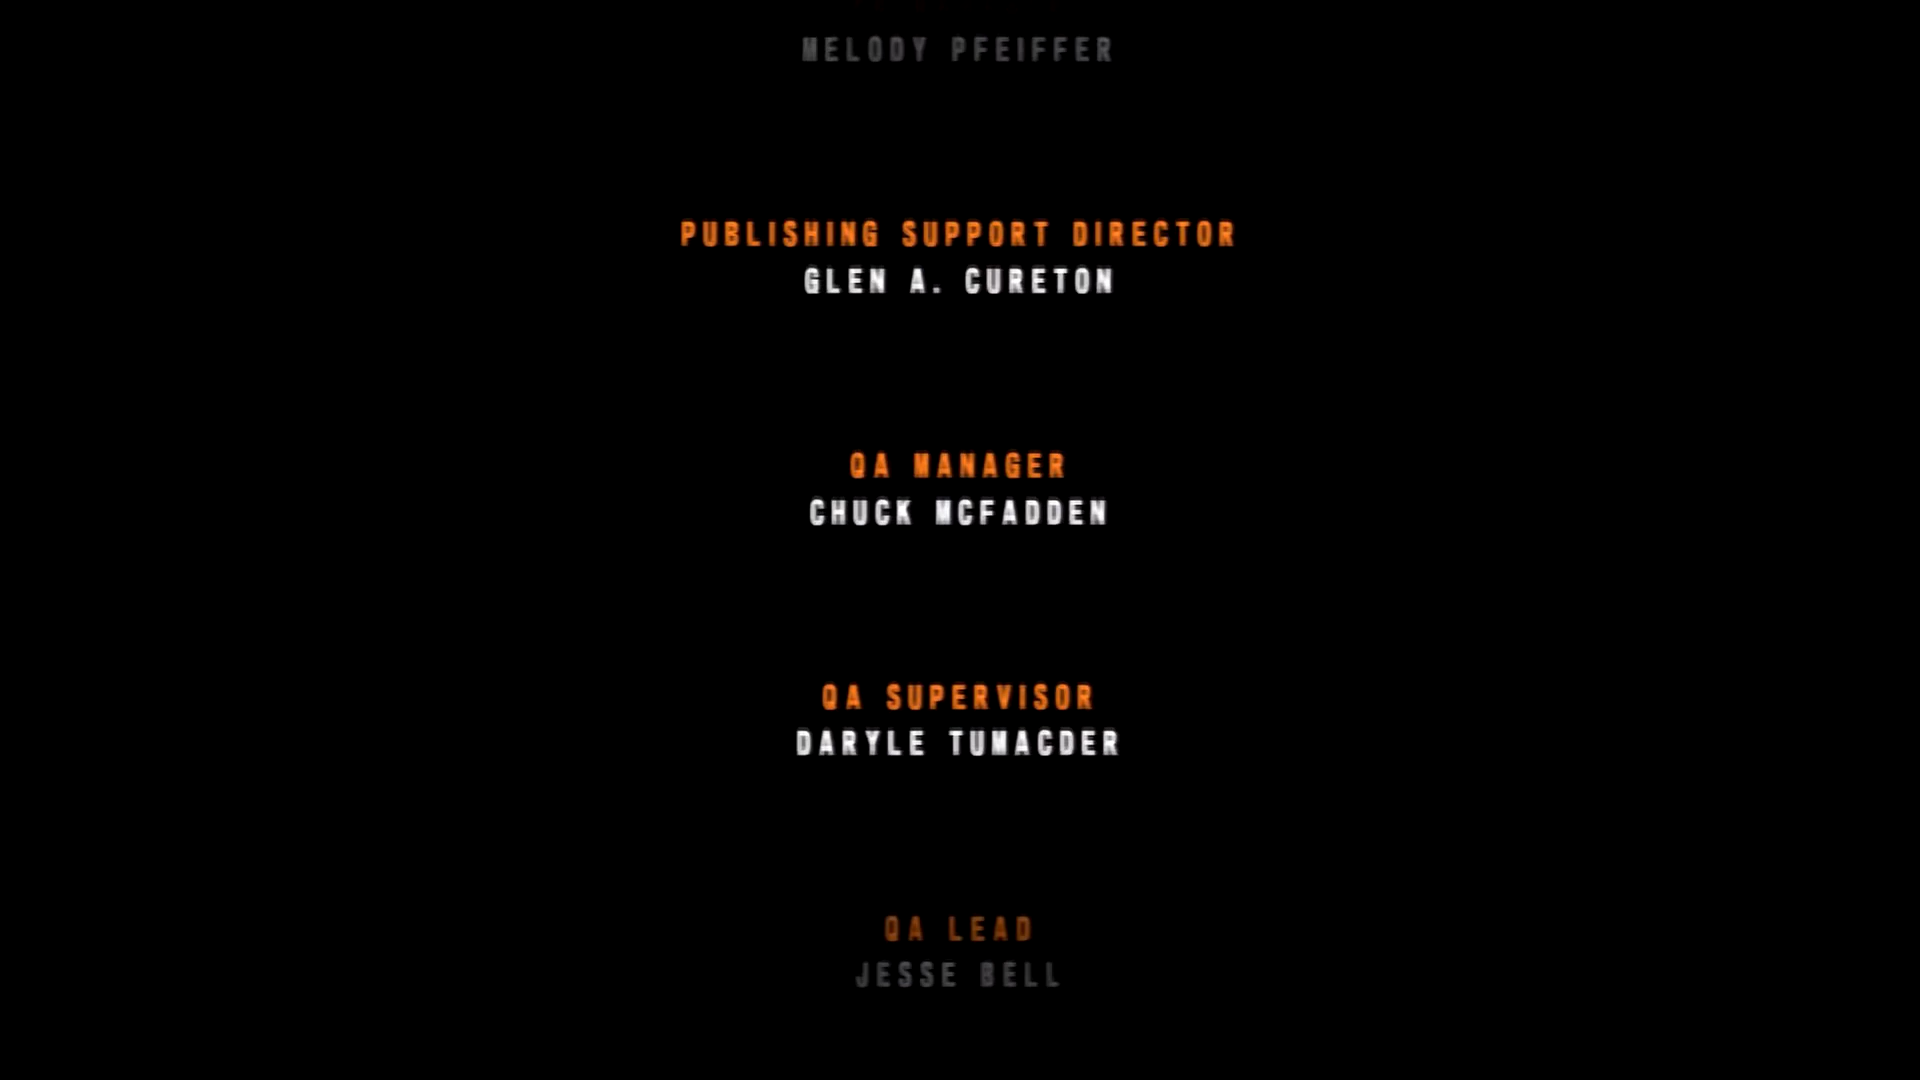 MELODY PFEIFFER
PUBLISHING SUPPORT DIRECTOR
GLEN A. CURETON
QA MANAGER
CHUCK MCFADDEN
QA SUPERVISOR
DARYLE TUMACDER
QA LEAD
JESSE BELL